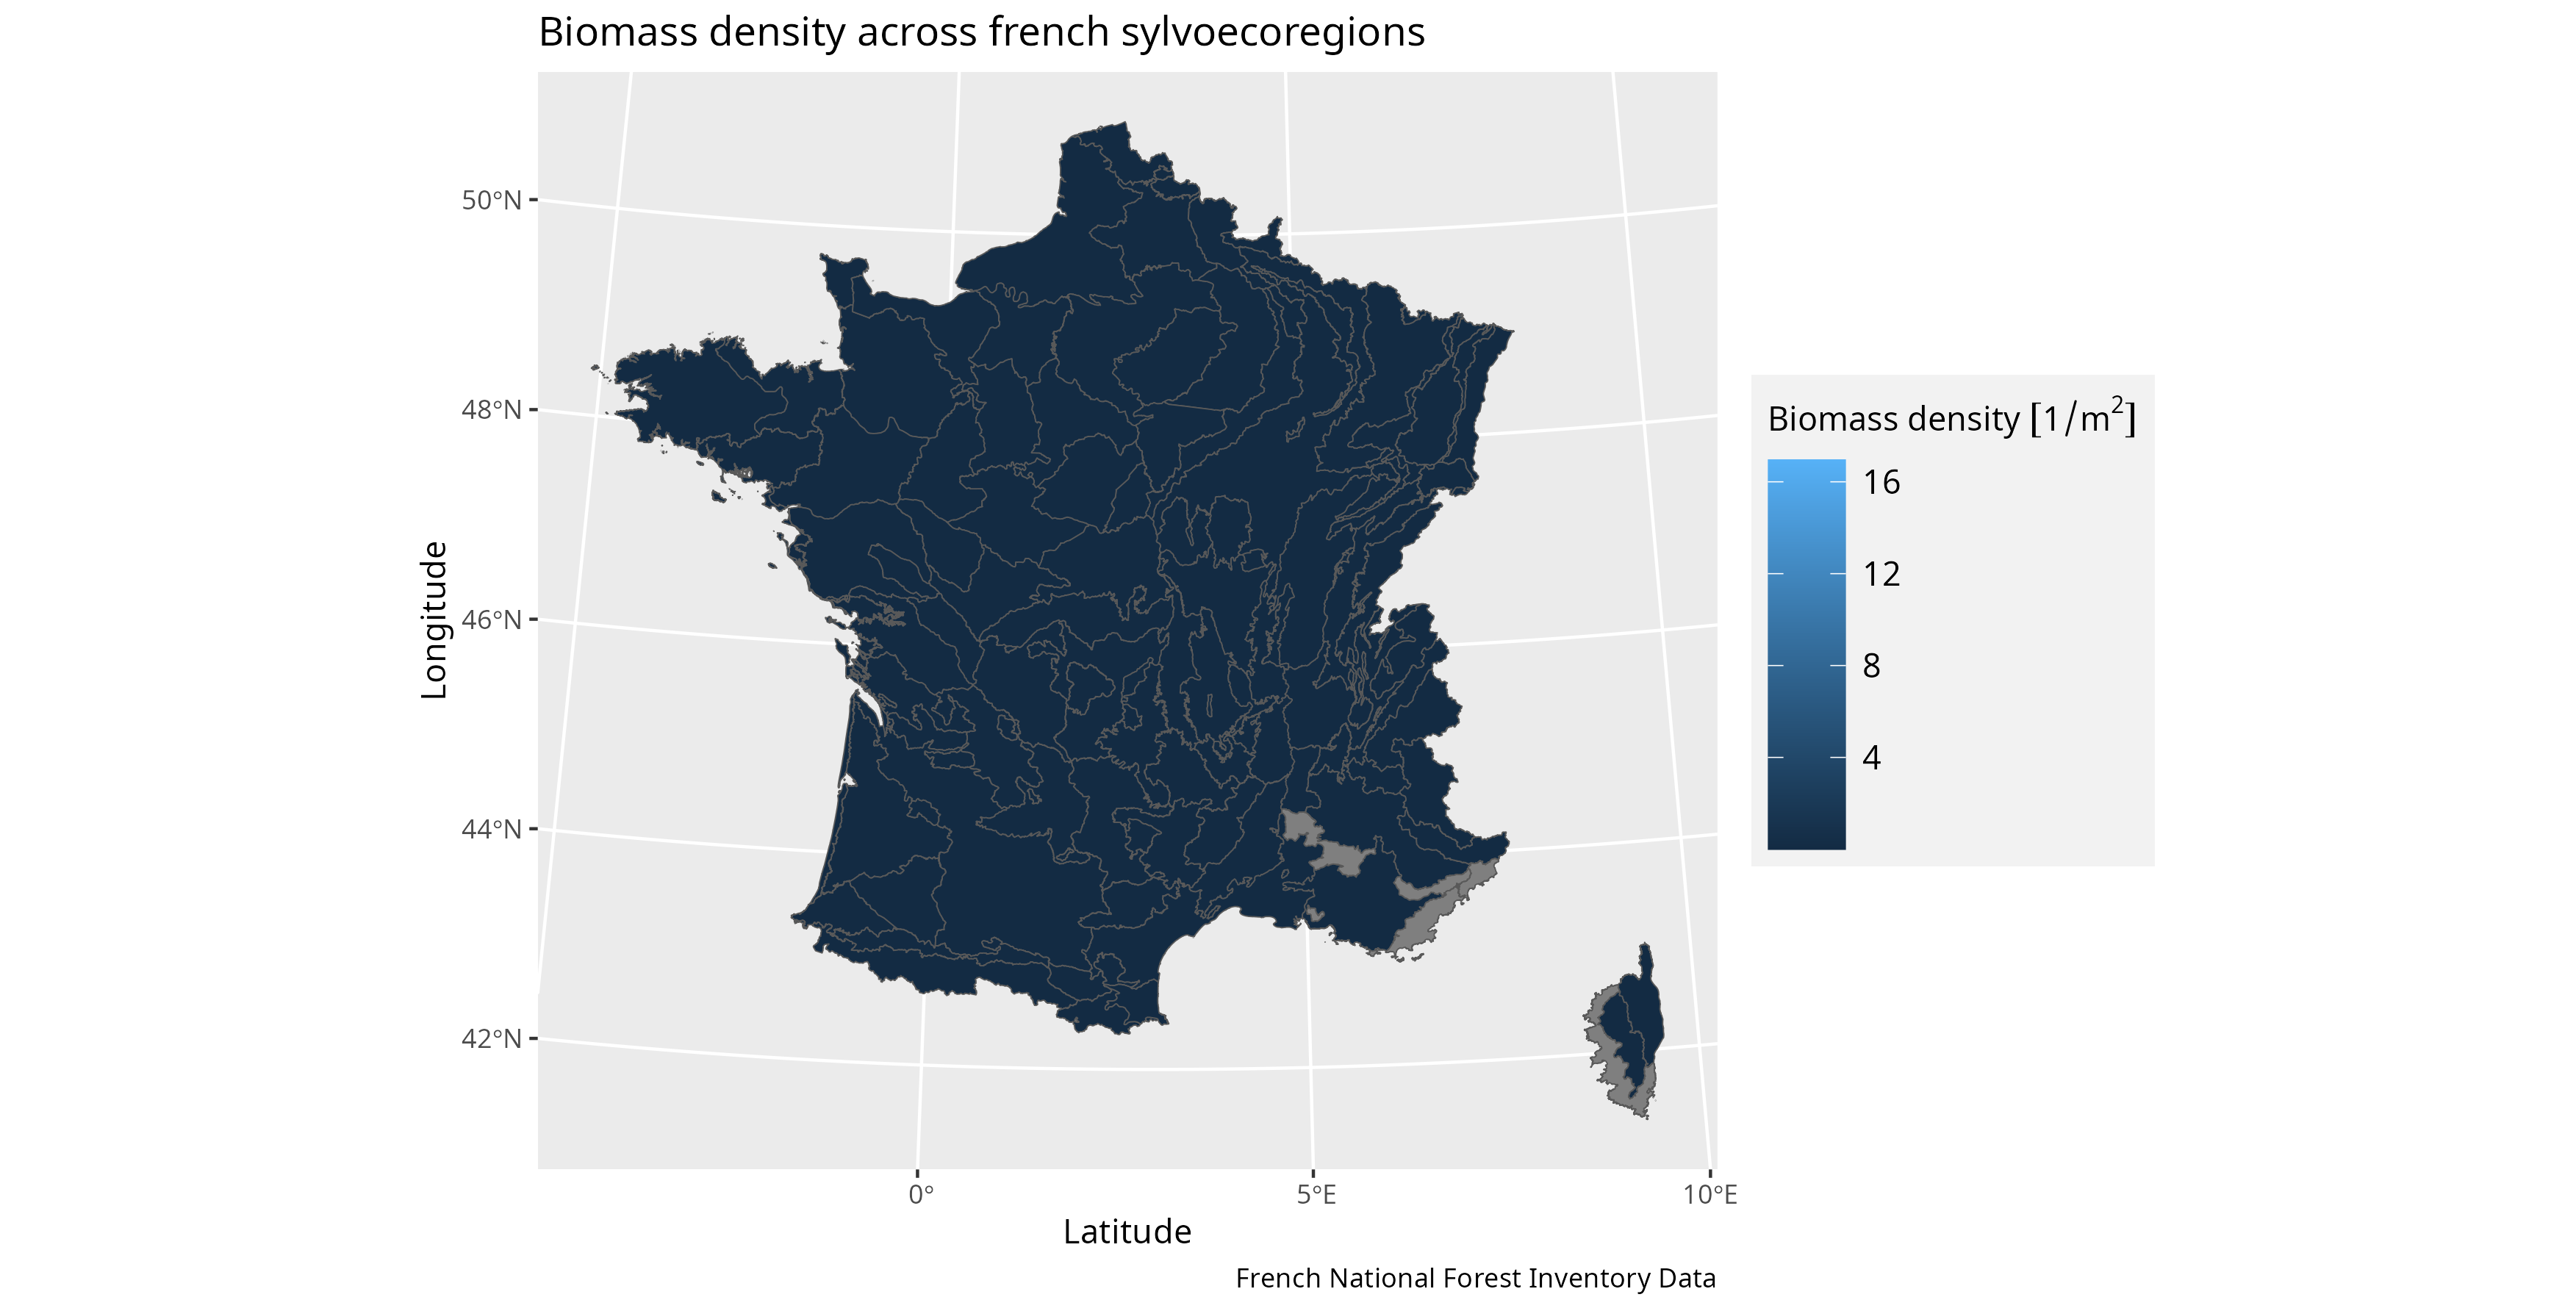 Biomass density across french sylvoecoregions
50°N
48°N
46°N
44°N
42°N
Longitude
0°
5°E
10°E
Latitude
Biomass density [1/m²]
16
12
8
4
French National Forest Inventory Data